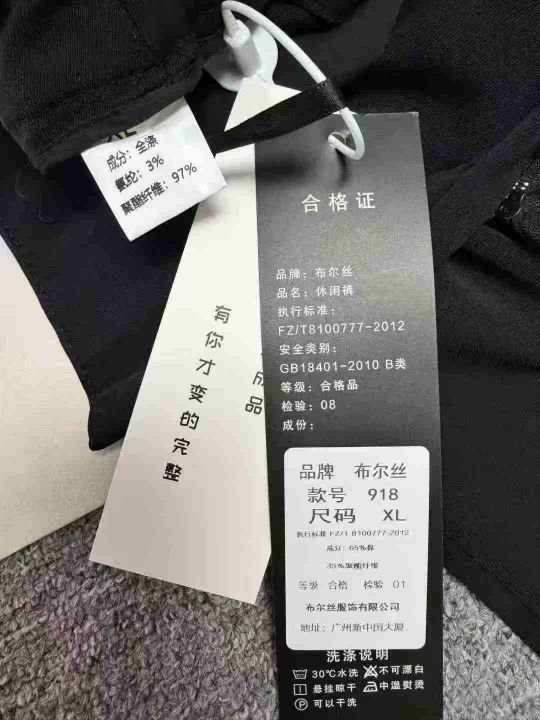 XL
成分：全涤
氨纶：3%
聚酯纤维：97%
有你才变的完整
成品
合格证
品牌：布尔丝
品名：休闲裤
执行标准：
FZ/T8100777-2012
安全类别：
GB18401-2010 B类
等级：合格品
检验：08
成份：
品牌 布尔丝
款号 918
尺码 XL
执行标准 FZ/T 8100777-2012
成分：65%棉
35%聚酯纤维
等级 合格 检验 01
布尔丝服饰有限公司
地址：广州新中国大厦
洗涤说明
30℃水洗 不可漂白
悬挂晾干 中温熨烫
可以干洗